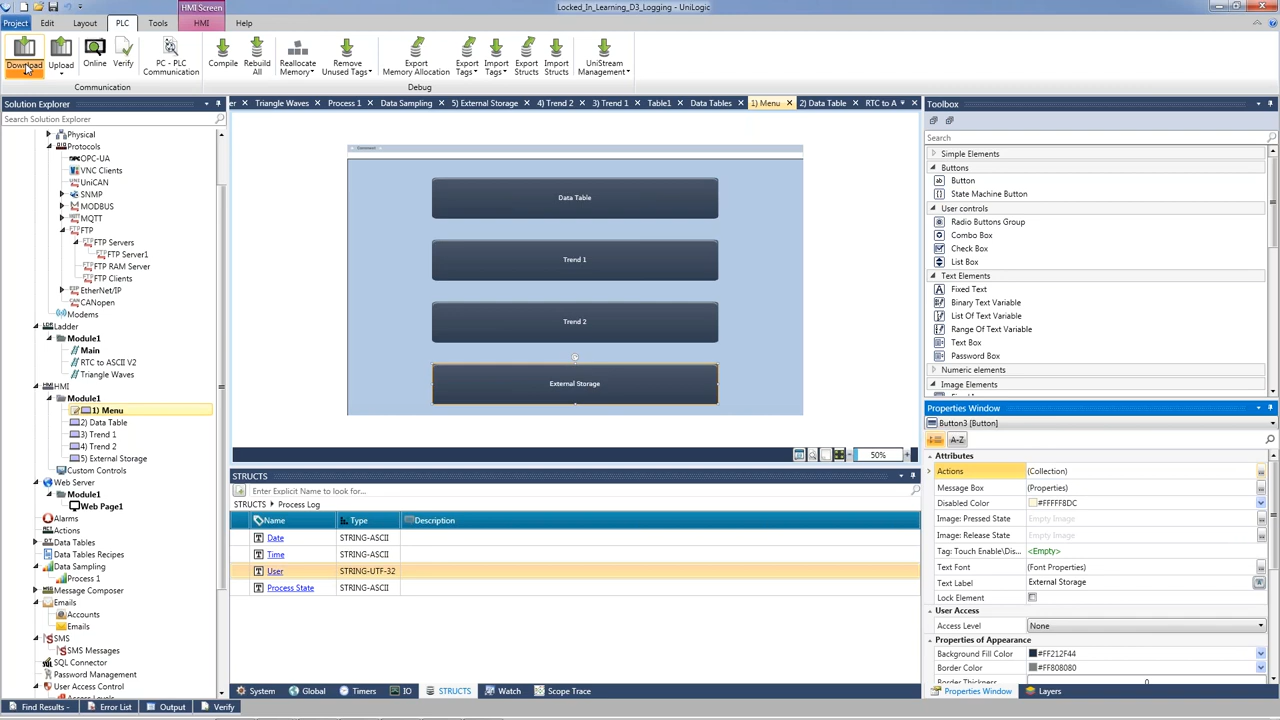 HMI Screen
Locked_In_Learning_D3_Logging - UniLogic
Project Edit Layout PLC Tools HMI Help
Download Upload Online Verify PC - PLC Communication Compile Rebuild All Reallocate Memory Remove Unused Tags Export Memory Allocation Export Tags Import Tags Export Structs Import Structs UniStream Management
Communication Debug
Solution Explorer
Search Solution Explorer
Physical
Protocols
OPC-UA
VNC Clients
UniCAN
SNMP
MODBUS
MQTT
FTP
FTP Servers
FTP Server1
FTP RAM Server
FTP Clients
EtherNet/IP
CANopen
Modems
Ladder
Module1
Main
RTC to ASCII V2
Triangle Waves
HMI
Module1
1) Menu
2) Data Table
3) Trend 1
4) Trend 2
5) External Storage
Custom Controls
Web Server
Module1
Web Page1
Alarms
Actions
Data Tables
Data Tables Recipes
Data Sampling
Process 1
Message Composer
Emails
Accounts
Emails
SMS
SMS Messages
SQL Connector
Password Management
User Access Control
Access Levels
er Triangle Waves Process 1 Data Sampling 5) External Storage 4) Trend 2 3) Trend 1 Table1 Data Tables 1) Menu 2) Data Table RTC to A
Comment
Data Table
Trend 1
Trend 2
External Storage
50%
STRUCTS
Enter Explicit Name to look for...
STRUCTS Process Log
Name Type Description
Date STRING-ASCII
Time STRING-ASCII
User STRING-UTF-32
Process State STRING-ASCII
System Global Timers IO STRUCTS Watch Scope Trace
Toolbox
Search
Simple Elements
Buttons
Button
State Machine Button
User controls
Radio Buttons Group
Combo Box
Check Box
List Box
Text Elements
Fixed Text
Binary Text Variable
List Of Text Variable
Range Of Text Variable
Text Box
Password Box
Numeric elements
Image Elements
Properties Window
Button3 [Button]
A-Z
Attributes
Actions (Collection)
Message Box (Properties)
Disabled Color #FFFFF8DC
Image: Pressed State Empty Image
Image: Release State Empty Image
Tag: Touch Enable\Dis... <Empty>
Text Font (Font Properties)
Text Label External Storage
Lock Element
User Access
Access Level None
Properties of Appearance
Background Fill Color #FF212F44
Border Color #FF808080
Border Thickness 0
Properties Window Layers
Find Results - Error List Output Verify